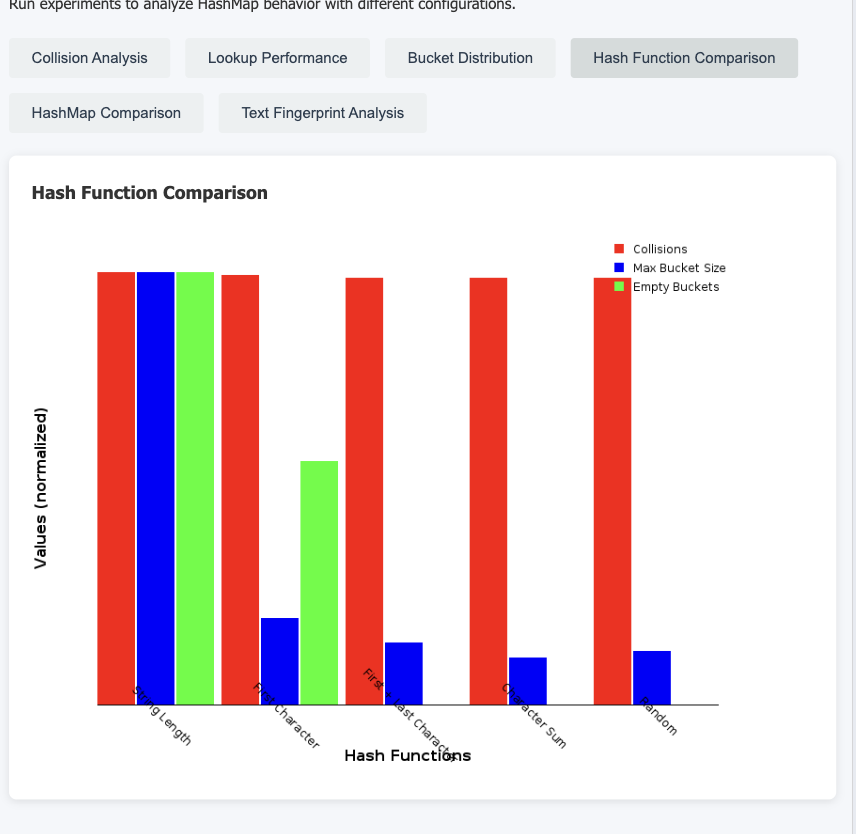 Run experiments to analyze HashMap behavior with different configurations.
Collision Analysis
Lookup Performance
Bucket Distribution
Hash Function Comparison
HashMap Comparison
Text Fingerprint Analysis
Hash Function Comparison
Collisions
Max Bucket Size
Empty Buckets
Values (normalized)
String Length
First Character
First + Last Character
Character Sum
Random
Hash Functions